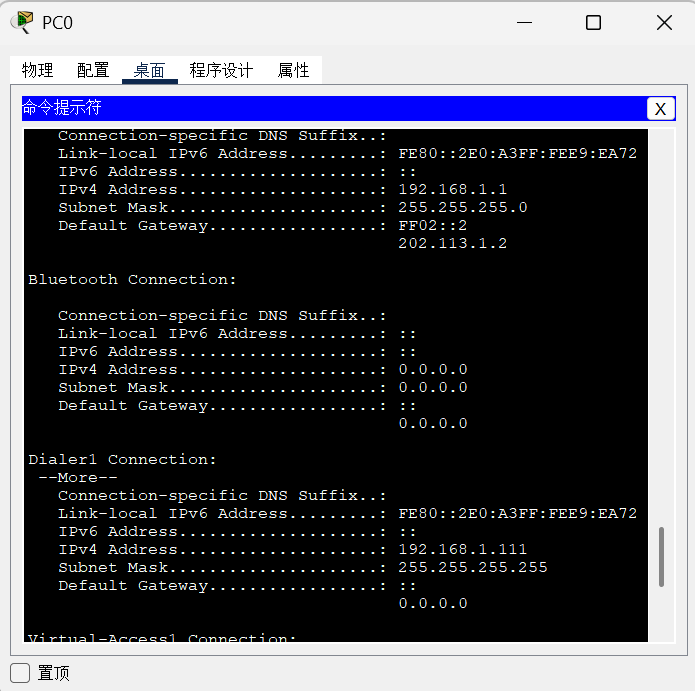 PC0
物理 配置 桌面 程序设计 属性
命令提示符 X
Connection-specific DNS Suffix..:
Link-local IPv6 Address.........: FE80::2E0:A3FF:FEE9:EA72
IPv6 Address....................: ::
IPv4 Address....................: 192.168.1.1
Subnet Mask.....................: 255.255.255.0
Default Gateway.................: FF02::2
202.113.1.2
Bluetooth Connection:
Connection-specific DNS Suffix..:
Link-local IPv6 Address.........: ::
IPv6 Address....................: ::
IPv4 Address....................: 0.0.0.0
Subnet Mask.....................: 0.0.0.0
Default Gateway.................: ::
0.0.0.0
Dialer1 Connection:
--More--
Connection-specific DNS Suffix..:
Link-local IPv6 Address.........: FE80::2E0:A3FF:FEE9:EA72
IPv6 Address....................: ::
IPv4 Address....................: 192.168.1.111
Subnet Mask.....................: 255.255.255.255
Default Gateway.................: ::
0.0.0.0
Virtual-Access1 Connection:
置顶